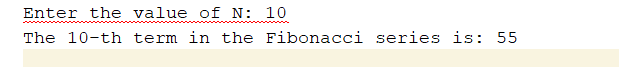 Enter the value of N: 10
The 10-th term in the Fibonacci series is: 55